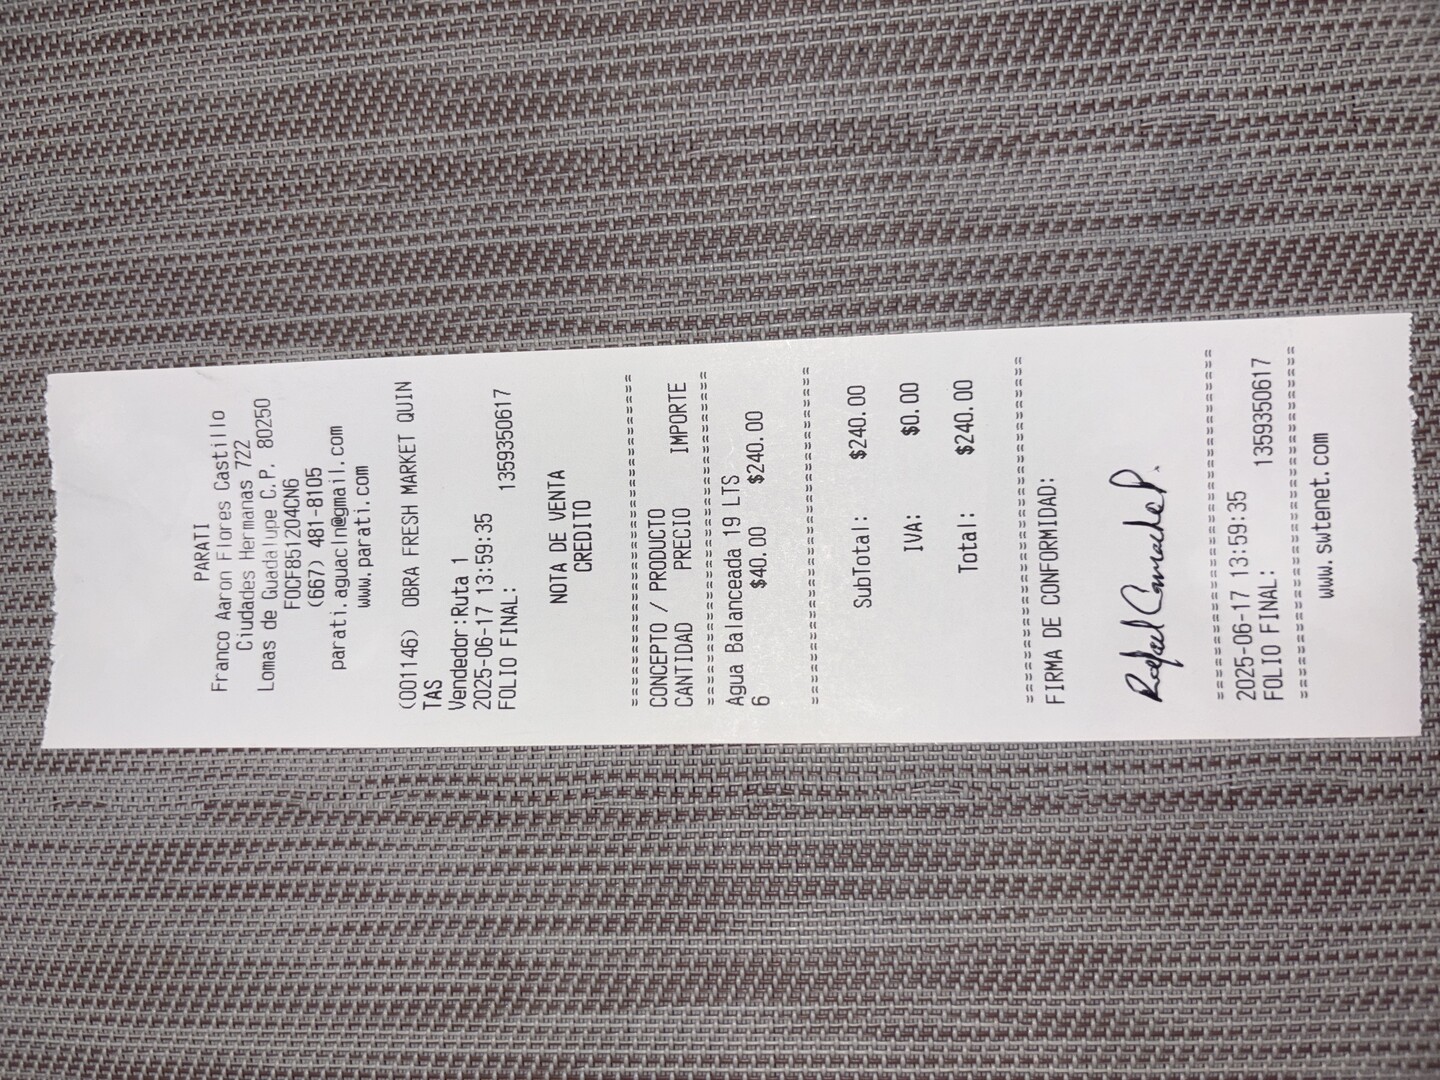 PARATI
Franco Aaron Flores Castillo
Ciudades Hermanas 722
Lomas de Guadalupe C.P. 80250
FOCF851204CN6
(667) 481-8105
parati.aguacln@gmail.com
www.parati.com
(001146) OBRA FRESH MARKET QUIN
TAS
Vendedor:Ruta 1
2025-06-17 13:59:35
FOLIO FINAL: 1359350617
NOTA DE VENTA
CREDITO
===============================
CONCEPTO / PRODUCTO
CANTIDAD PRECIO IMPORTE
===============================
Agua Balanceada 19 LTS
6 $40.00 $240.00
===============================
SubTotal: $240.00
IVA: $0.00
Total: $240.00
===============================
FIRMA DE CONFORMIDAD:
Rafael Camacho P.
===============================
2025-06-17 13:59:35
FOLIO FINAL: 1359350617
===============================
www.swtenet.com